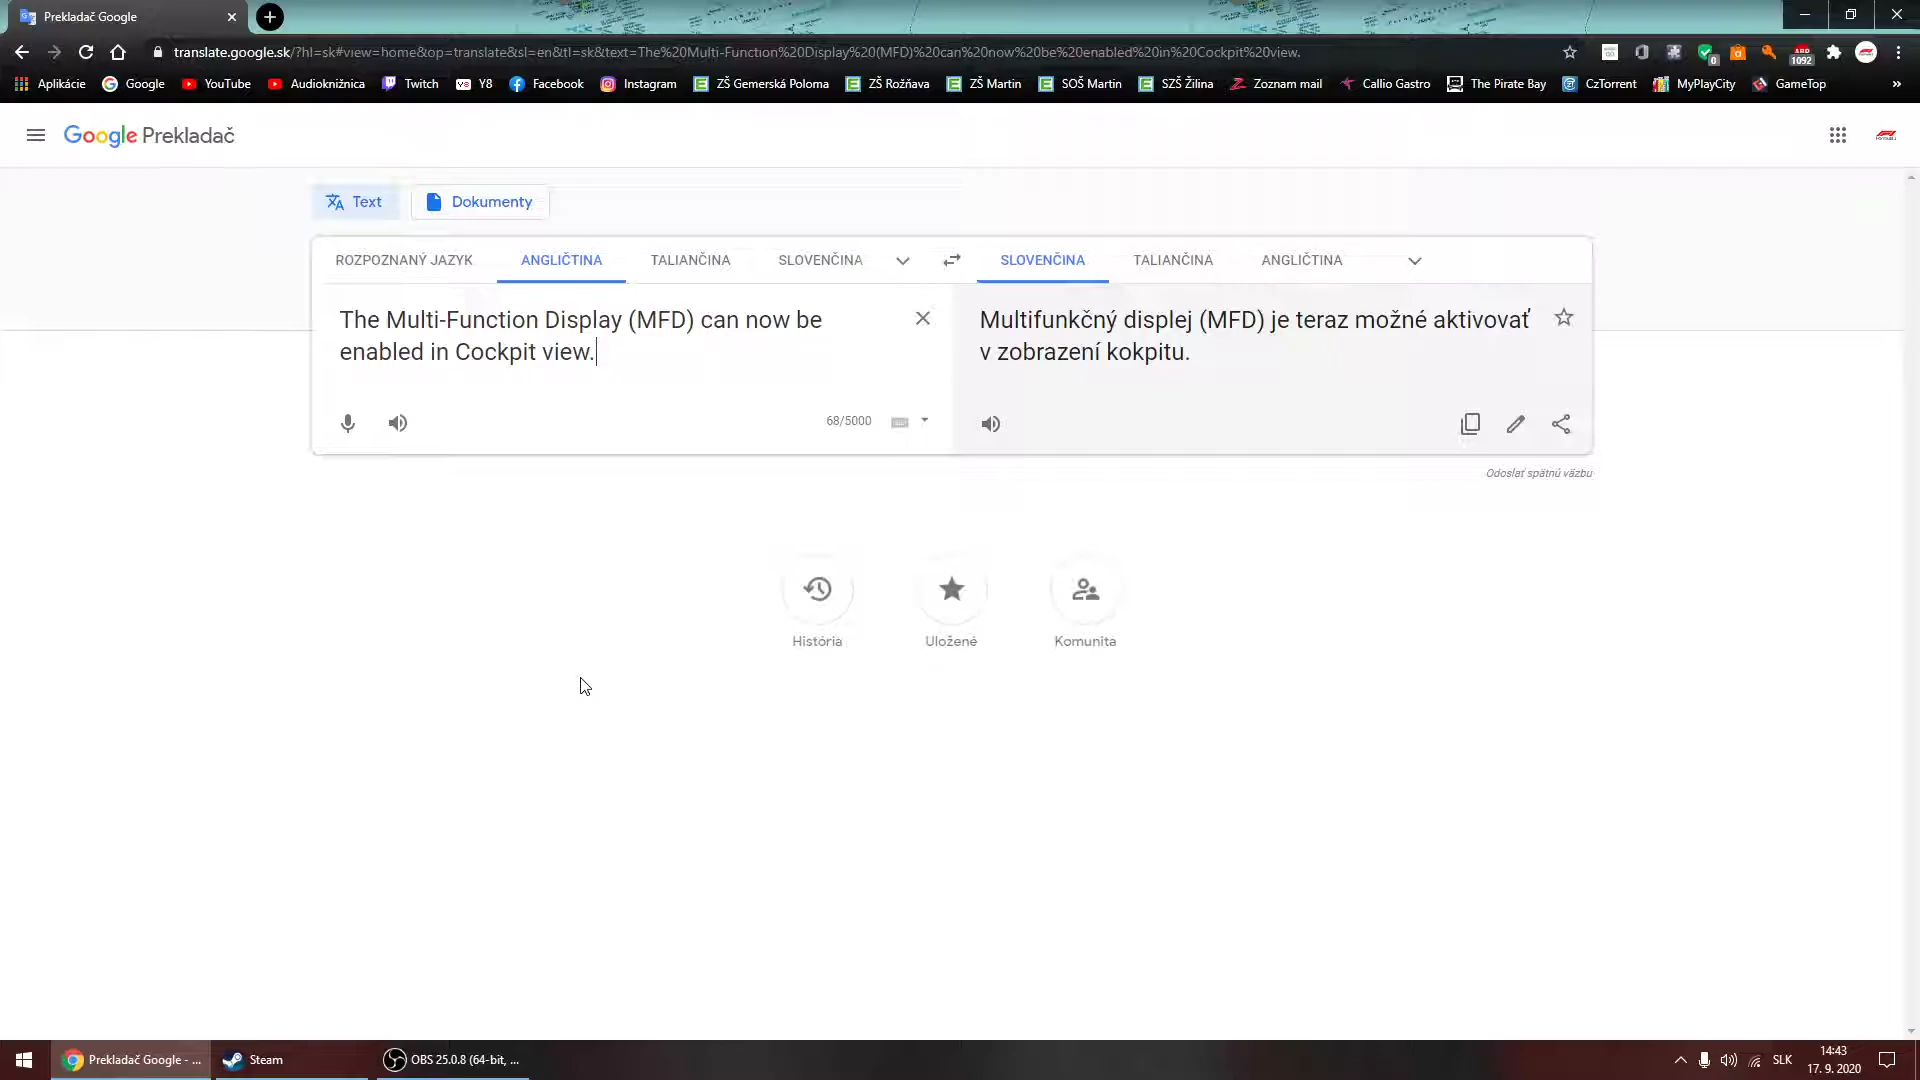 Prekladač Google
translate.google.sk/?hl=sk#view=home&op=translate&sl=en&tl=sk&text=The%20Multi-Function%20Display%20(MFD)%20can%20now%20be%20enabled%20in%20Cockpit%20view.
0
ABP
1092
Aplikácie
Google
YouTube
Audioknižnica
Twitch
Y8
Facebook
Instagram
ZŠ Gemerská Poloma
ZŠ Rožňava
ZŠ Martin
SOŠ Martin
SZŠ Žilina
Zoznam mail
Callio Gastro
The Pirate Bay
CzTorrent
MyPlayCity
GameTop
»
Google Prekladač
Text
Dokumenty
ROZPOZNANÝ JAZYK
ANGLIČTINA
TALIANČINA
SLOVENČINA
SLOVENČINA
TALIANČINA
ANGLIČTINA
The Multi-Function Display (MFD) can now be
enabled in Cockpit view.
Multifunkčný displej (MFD) je teraz možné aktivovať
v zobrazení kokpitu.
68/5000
Odoslať spätnú väzbu
História
Uložené
Komunita
Prekladač Google - ...
Steam
OBS 25.0.8 (64-bit, ...
SLK
14:43
17. 9. 2020